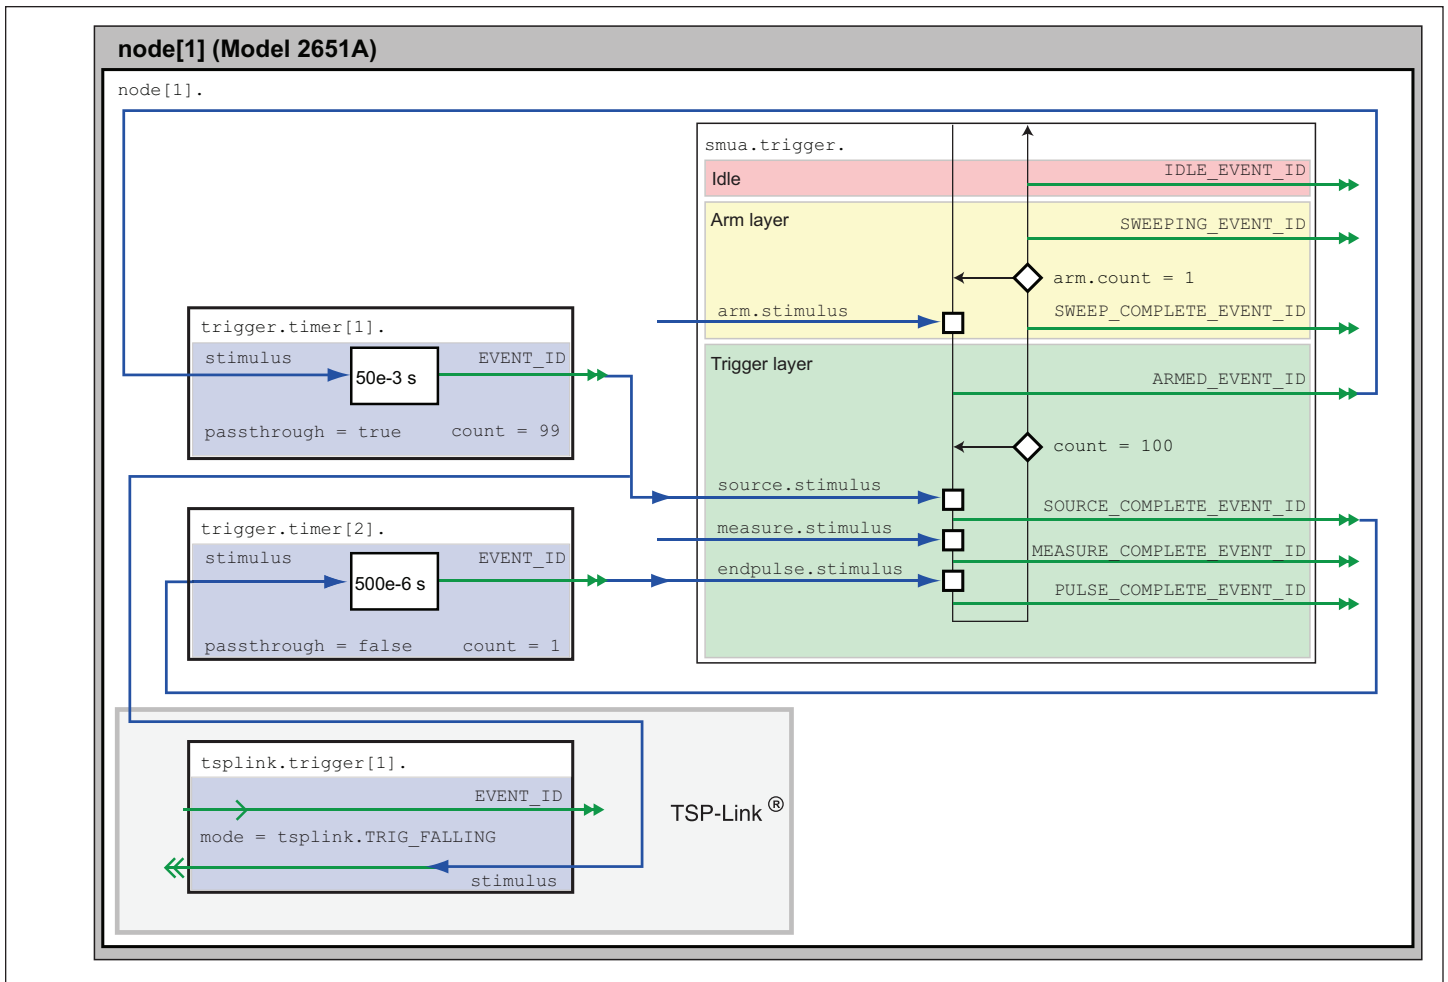 node[1] (Model 2651A)
node[1].
smua.trigger.
Idle
IDLE_EVENT_ID
Arm layer
SWEEPING_EVENT_ID
arm.count = 1
arm.stimulus
SWEEP_COMPLETE_EVENT_ID
Trigger layer
ARMED_EVENT_ID
count = 100
source.stimulus
SOURCE_COMPLETE_EVENT_ID
measure.stimulus
MEASURE_COMPLETE_EVENT_ID
endpulse.stimulus
PULSE_COMPLETE_EVENT_ID
trigger.timer[1].
stimulus
EVENT_ID
50e-3 s
passthrough = true
count = 99
trigger.timer[2].
stimulus
EVENT_ID
500e-6 s
passthrough = false
count = 1
tsplink.trigger[1].
EVENT_ID
mode = tsplink.TRIG_FALLING
stimulus
TSP-Link ®